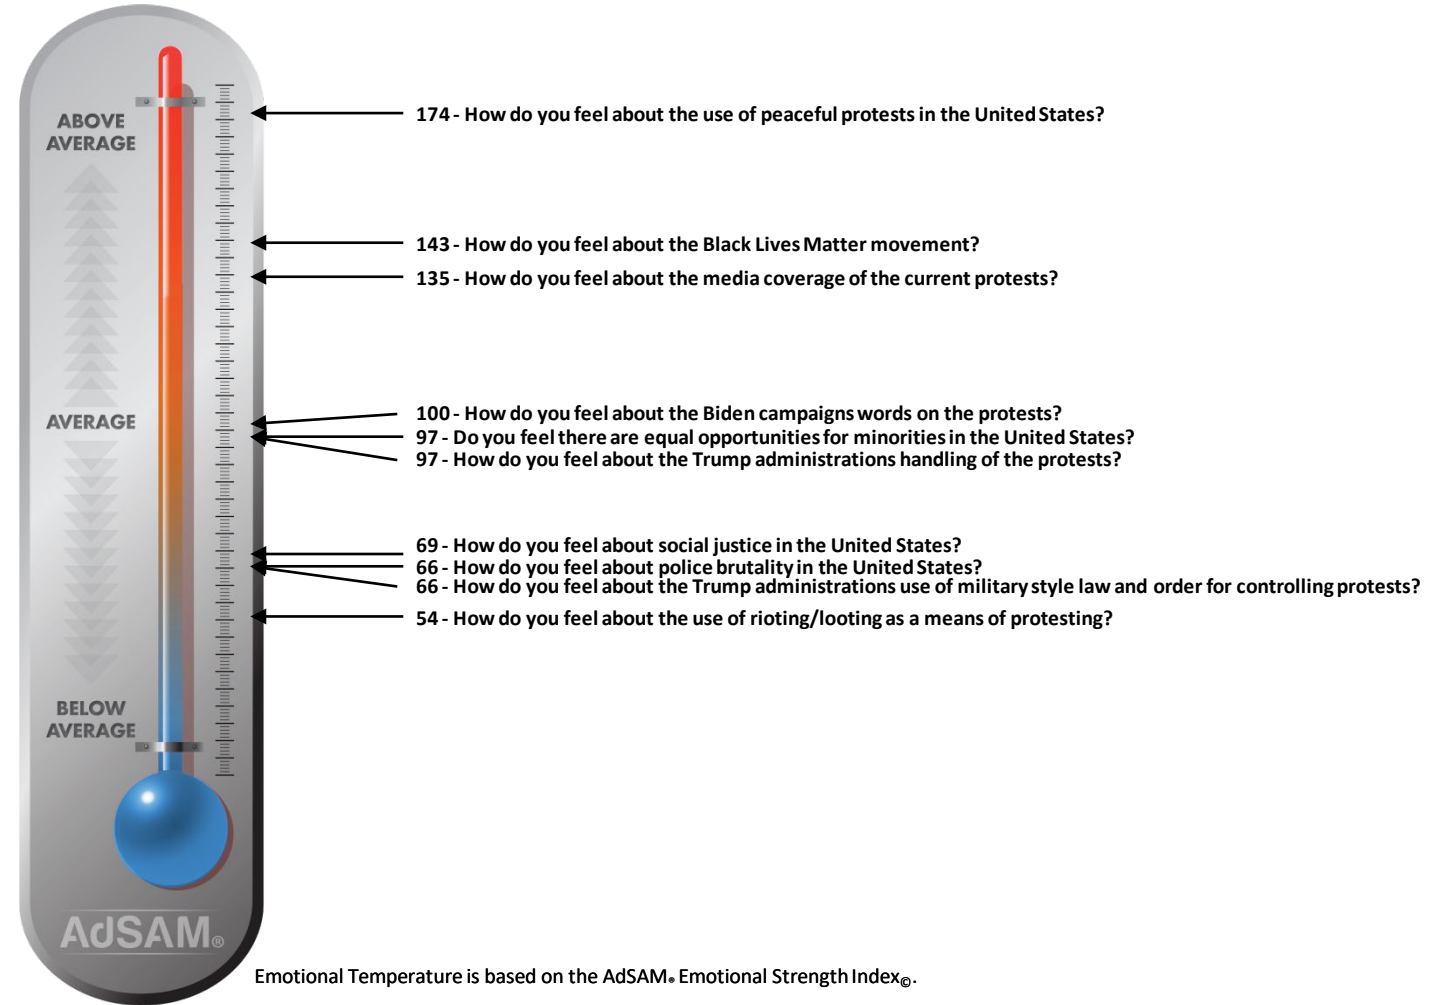 ABOVE
AVERAGE
174 - How do you feel about the use of peaceful protests in the United States?
143 - How do you feel about the Black Lives Matter movement?
135 - How do you feel about the media coverage of the current protests?
AVERAGE
100 - How do you feel about the Biden campaigns words on the protests?
97 - Do you feel there are equal opportunities for minorities in the United States?
97 - How do you feel about the Trump administrations handling of the protests?
69 - How do you feel about social justice in the United States?
66 - How do you feel about police brutality in the United States?
66 - How do you feel about the Trump administrations use of military style law and order for controlling protests?
54 - How do you feel about the use of rioting/looting as a means of protesting?
BELOW
AVERAGE
AdSAM®
Emotional Temperature is based on the AdSAM® Emotional Strength Index©.